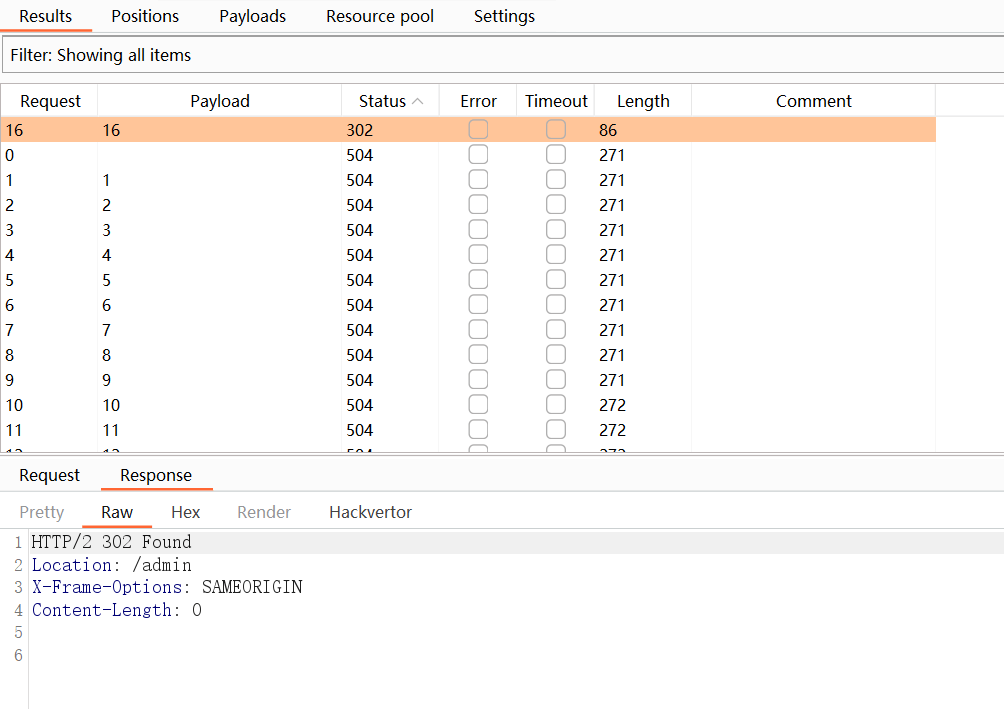 Results Positions Payloads Resource pool Settings
Filter: Showing all items
Request Payload Status Error Timeout Length Comment
16 16 302 86
0 504 271
1 1 504 271
2 2 504 271
3 3 504 271
4 4 504 271
5 5 504 271
6 6 504 271
7 7 504 271
8 8 504 271
9 9 504 271
10 10 504 272
11 11 504 272
Request Response
Pretty Raw Hex Render Hackvertor
1 HTTP/2 302 Found
2 Location: /admin
3 X-Frame-Options: SAMEORIGIN
4 Content-Length: 0
5
6